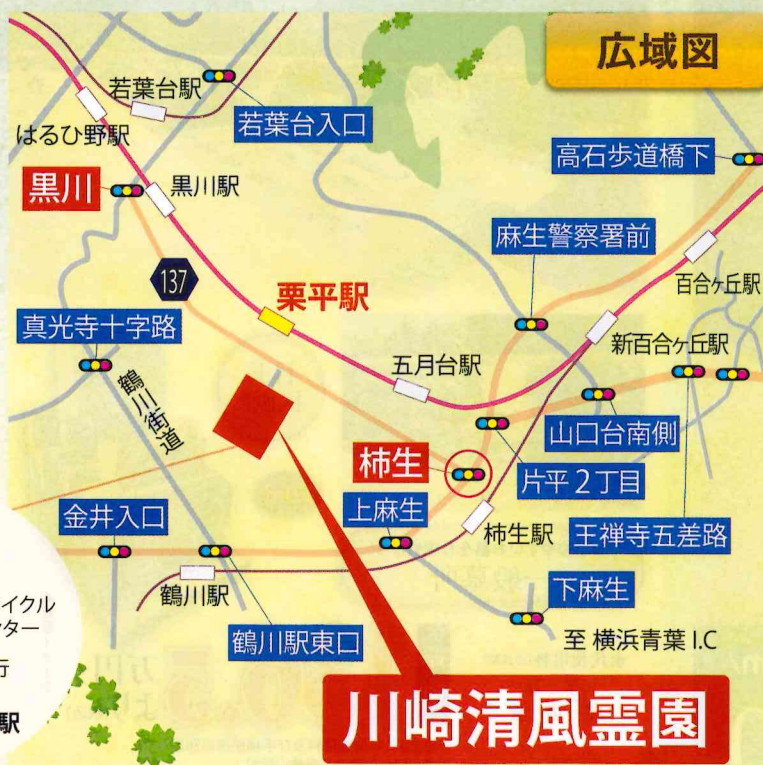 広域図
若葉台駅
若葉台入口
はるひ野駅
高石歩道橋下
黒川
黒川駅
麻生警察署前
137
栗平駅
百合ヶ丘駅
真光寺十字路
新百合ヶ丘駅
五月台駅
鶴川街道
山口台南側
柿生
片平2丁目
上麻生
柿生駅
王禅寺五差路
金井入口
イクル
ター
鶴川駅
下麻生
鶴川駅東口
至 横浜青葉I.C
行
駅
川崎清風霊園